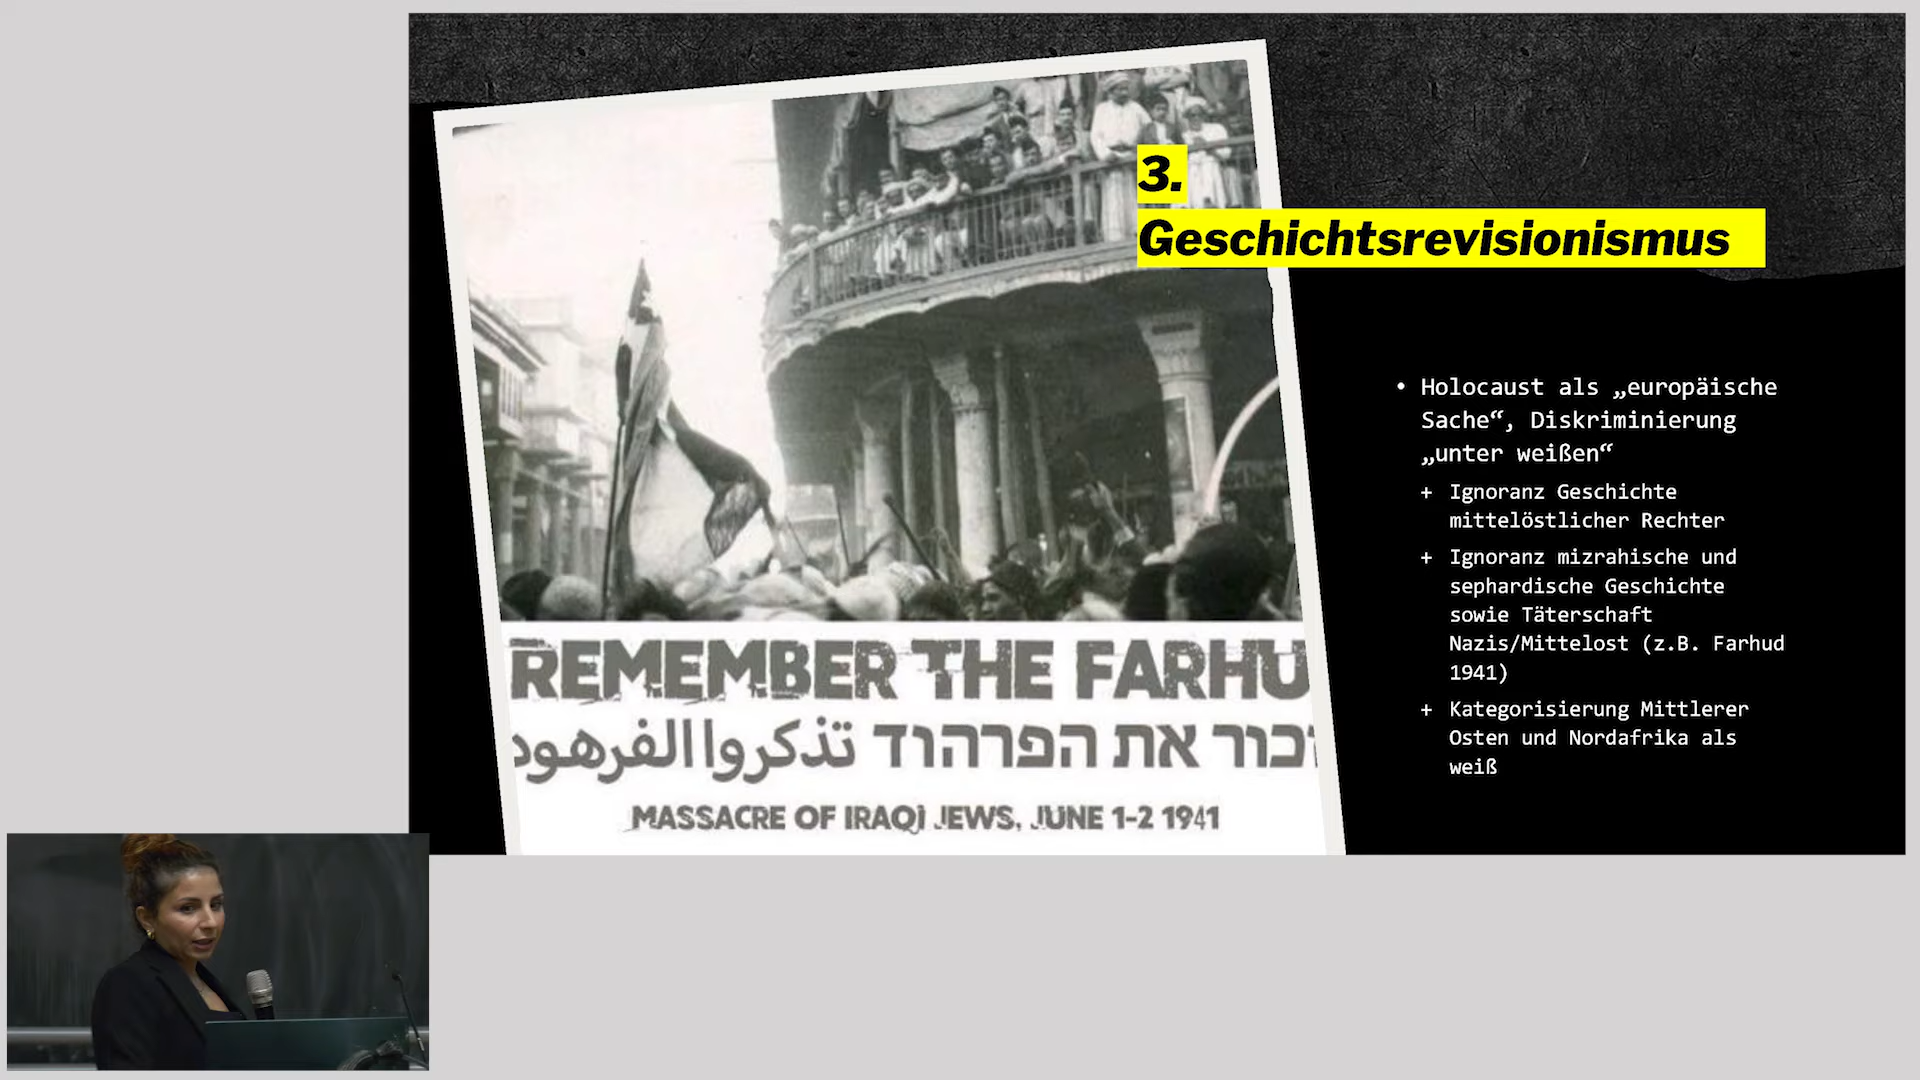 3.
Geschichtsrevisionismus
• Holocaust als „europäische
Sache“, Diskriminierung
„unter weißen“
+ Ignoranz Geschichte
mittelöstlicher Rechter
+ Ignoranz mizrahische und
sephardische Geschichte
sowie Täterschaft
Nazis/Mittelost (z.B. Farhud
1941)
+ Kategorisierung Mittlerer
Osten und Nordafrika als
weiß
REMEMBER THE FARHU
זכור את הפרהוד تذكروا الفرهود
MASSACRE OF IRAQI JEWS, JUNE 1-2 1941